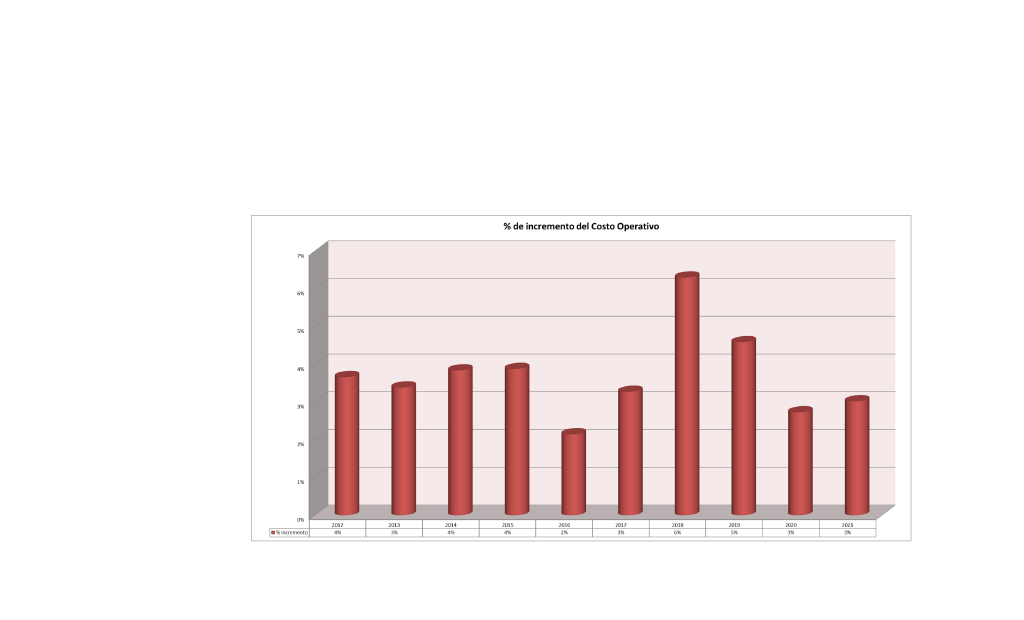 % de incremento del Costo Operativo
7%
6%
5%
4%
3%
2%
1%
0%
2012 2013 2014 2015 2016 2017 2018 2019 2020 2021
% Incremento 4% 3% 4% 4% 2% 3% 6% 5% 3% 3%